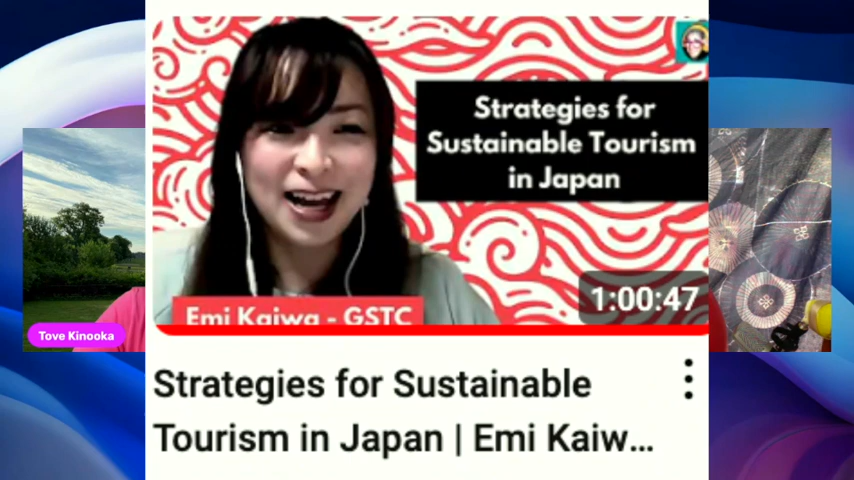 Strategies for
Sustainable Tourism
in Japan
Emi Kaiwa - GSTC
1:00:47
Tove Kinooka
Strategies for Sustainable
Tourism in Japan | Emi Kaiw...